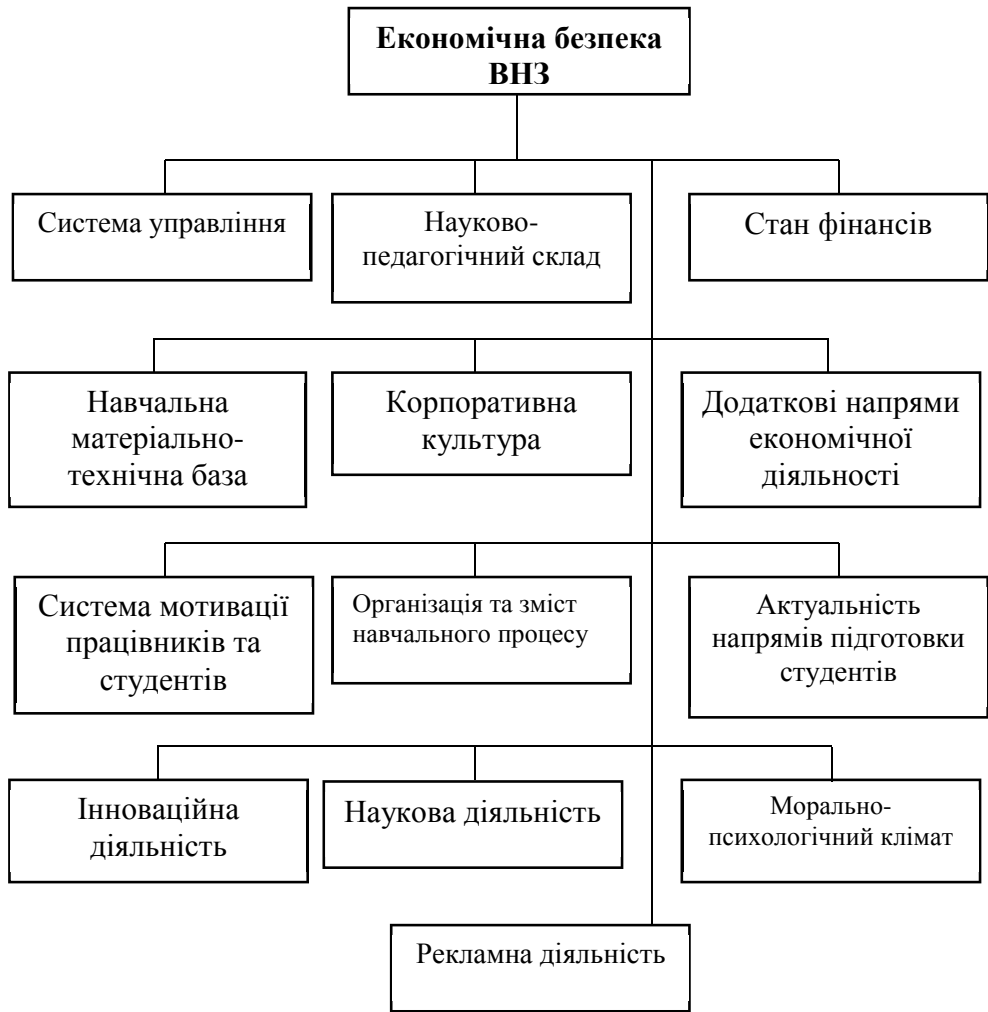 Економічна безпека
ВНЗ
Система управління
Науково-
педагогічний склад
Стан фінансів
Навчальна
матеріально-
технічна база
Корпоративна
культура
Додаткові напрями
економічної
діяльності
Система мотивації
працівників та
студентів
Організація та зміст
навчального процесу
Актуальність
напрямів підготовки
студентів
Інноваційна
діяльність
Наукова діяльність
Морально-
психологічний клімат
Рекламна діяльність